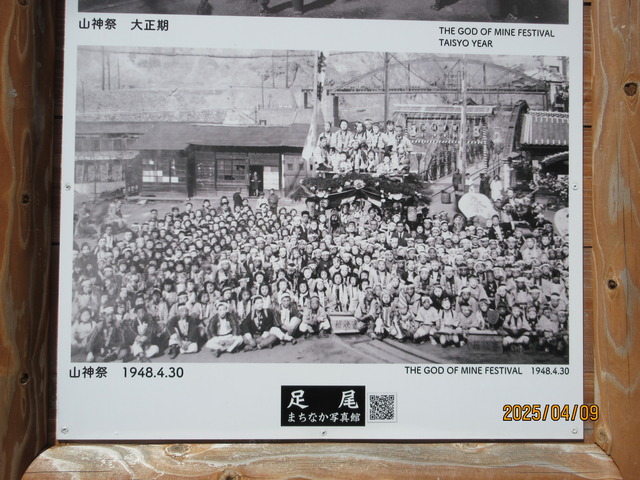 山神祭　大正期
THE GOD OF MINE FESTIVAL
TAISYO YEAR
山神祭　1948.4.30
THE GOD OF MINE FESTIVAL　1948.4.30
足尾
まちなか写真館
2025/04/09